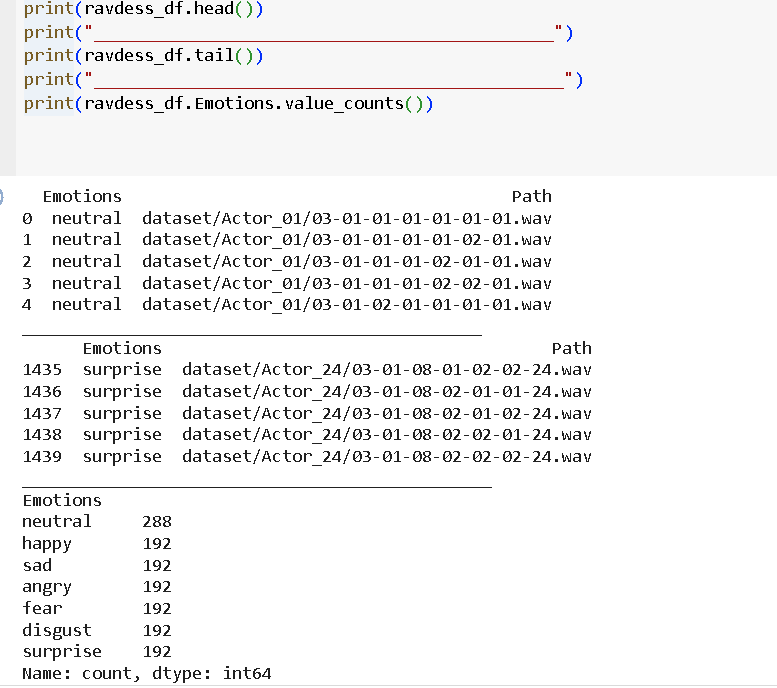 print(ravdess_df.head())
print("______________________________________________")
print(ravdess_df.tail())
print("_______________________________________________")
print(ravdess_df.Emotions.value_counts())
Emotions Path
0 neutral dataset/Actor_01/03-01-01-01-01-01-01.wav
1 neutral dataset/Actor_01/03-01-01-01-01-02-01.wav
2 neutral dataset/Actor_01/03-01-01-01-02-01-01.wav
3 neutral dataset/Actor_01/03-01-01-01-02-02-01.wav
4 neutral dataset/Actor_01/03-01-02-01-01-01-01.wav
______________________________________________
Emotions Path
1435 surprise dataset/Actor_24/03-01-08-01-02-02-24.wav
1436 surprise dataset/Actor_24/03-01-08-02-01-01-24.wav
1437 surprise dataset/Actor_24/03-01-08-02-01-02-24.wav
1438 surprise dataset/Actor_24/03-01-08-02-02-01-24.wav
1439 surprise dataset/Actor_24/03-01-08-02-02-02-24.wav
_______________________________________________
Emotions
neutral 288
happy 192
sad 192
angry 192
fear 192
disgust 192
surprise 192
Name: count, dtype: int64